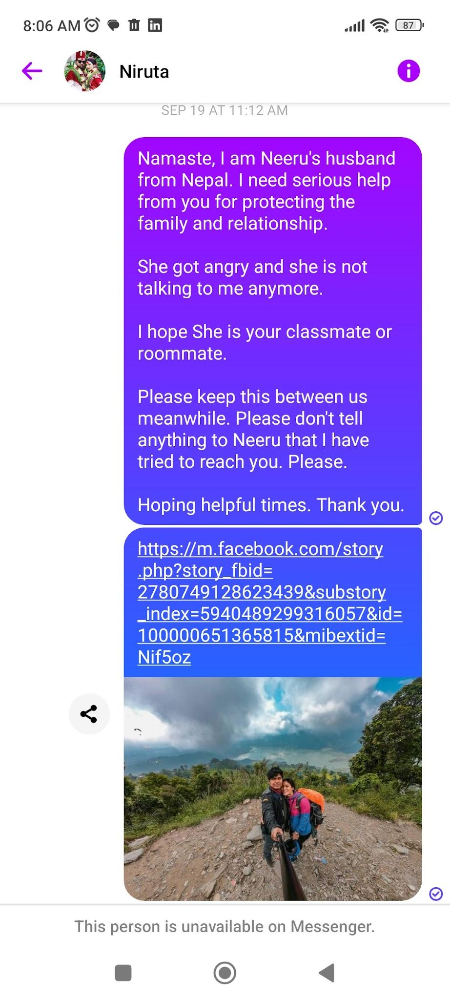 8:06 AM
in
87
Niruta
SEP 19 AT 11:12 AM
Namaste, I am Neeru's husband
from Nepal. I need serious help
from you for protecting the
family and relationship.
She got angry and she is not
talking to me anymore.
I hope She is your classmate or
roommate.
Please keep this between us
meanwhile. Please don't tell
anything to Neeru that I have
tried to reach you. Please.
Hoping helpful times. Thank you.
https://m.facebook.com/story
.php?story_fbid=
2780749128623439&substory
_index=5940489299316057&id=
100000651365815&mibextid=
Nif5oz
This person is unavailable on Messenger.